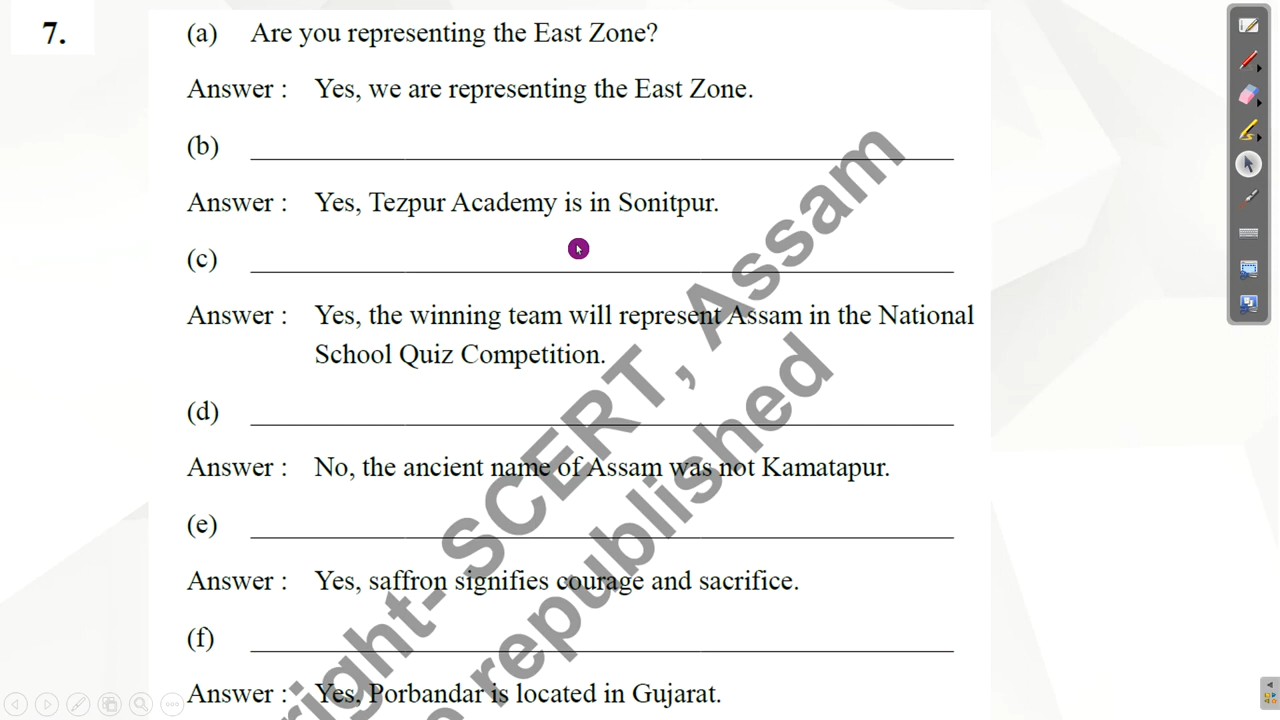 7.
(a) Are you representing the East Zone?
Answer : Yes, we are representing the East Zone.
(b)
Answer : Yes, Tezpur Academy is in Sonitpur.
(c)
Answer : Yes, the winning team will represent Assam in the National
School Quiz Competition.
(d)
Answer : No, the ancient name of Assam was not Kamatapur.
(e)
Answer : Yes, saffron signifies courage and sacrifice.
(f)
Answer : Yes, Porbandar is located in Gujarat.
right- SCERT, Assam
republished